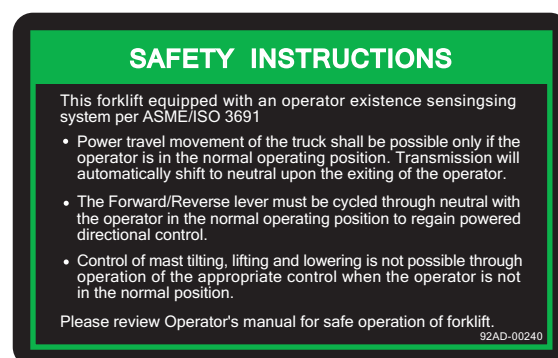 SAFETY INSTRUCTIONS
This forklift equipped with an operator existence sensingsing
system per ASME/ISO 3691
• Power travel movement of the truck shall be possible only if the
operator is in the normal operating position. Transmission will
automatically shift to neutral upon the exiting of the operator.
• The Forward/Reverse lever must be cycled through neutral with
the operator in the normal operating position to regain powered
directional control.
• Control of mast tilting, lifting and lowering is not possible through
operation of the appropriate control when the operator is not
in the normal position.
Please review Operator's manual for safe operation of forklift.
92AD-00240